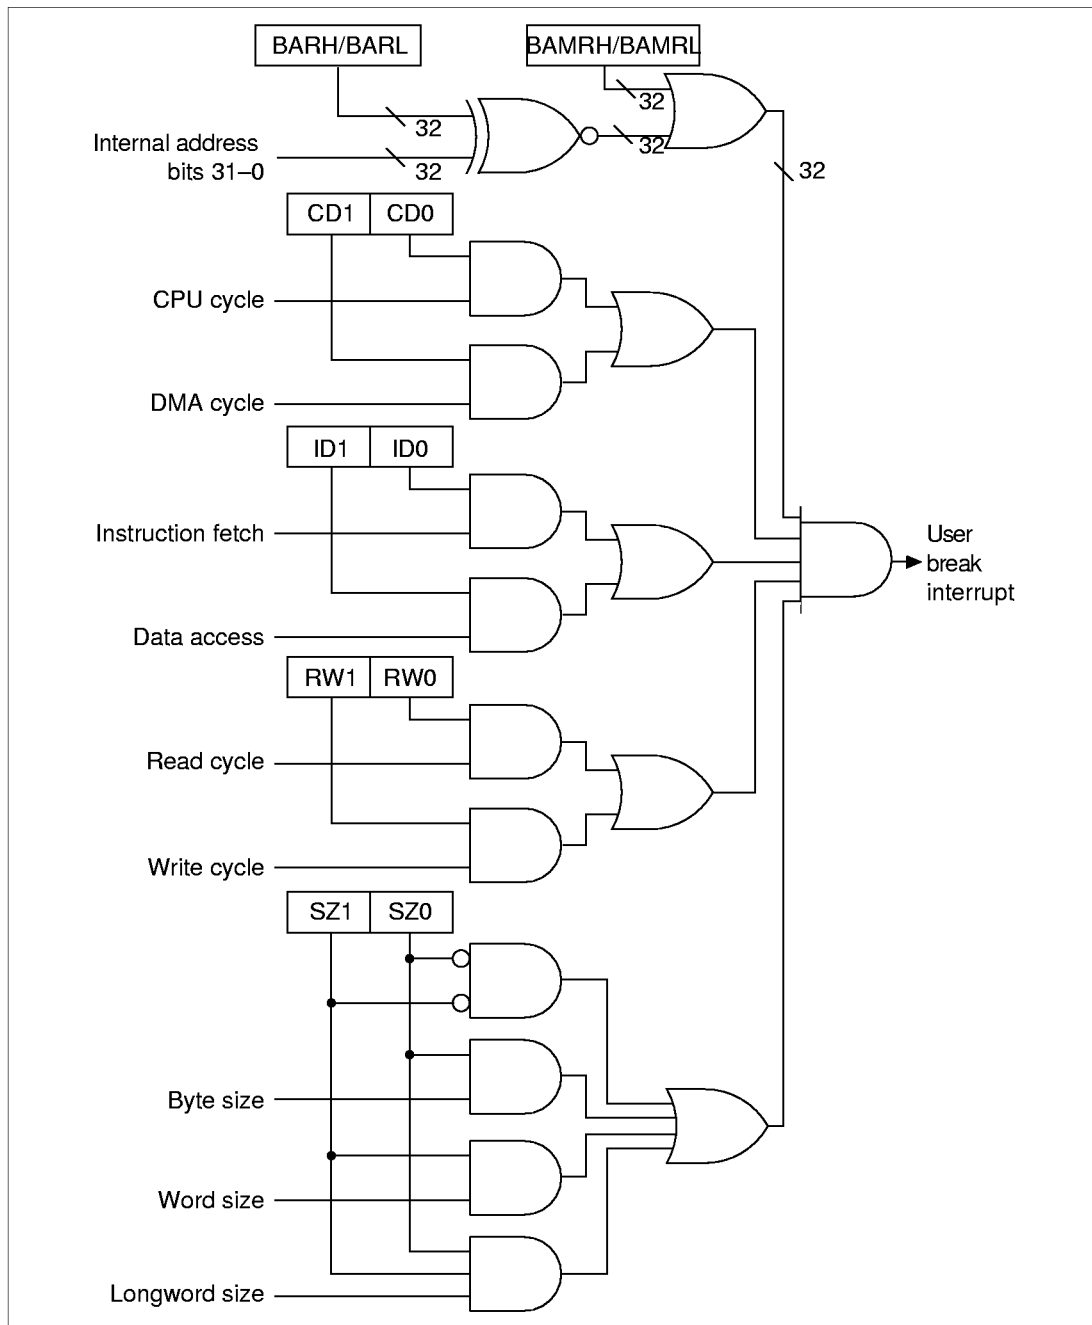 BARH/BARL
BAMRH/BAMRL
32
32
32
32
32
Internal address
bits 31–0
CD1
CD0
CPU cycle
DMA cycle
ID1
ID0
Instruction fetch
Data access
User
break
interrupt
RW1
RW0
Read cycle
Write cycle
SZ1
SZ0
Byte size
Word size
Longword size